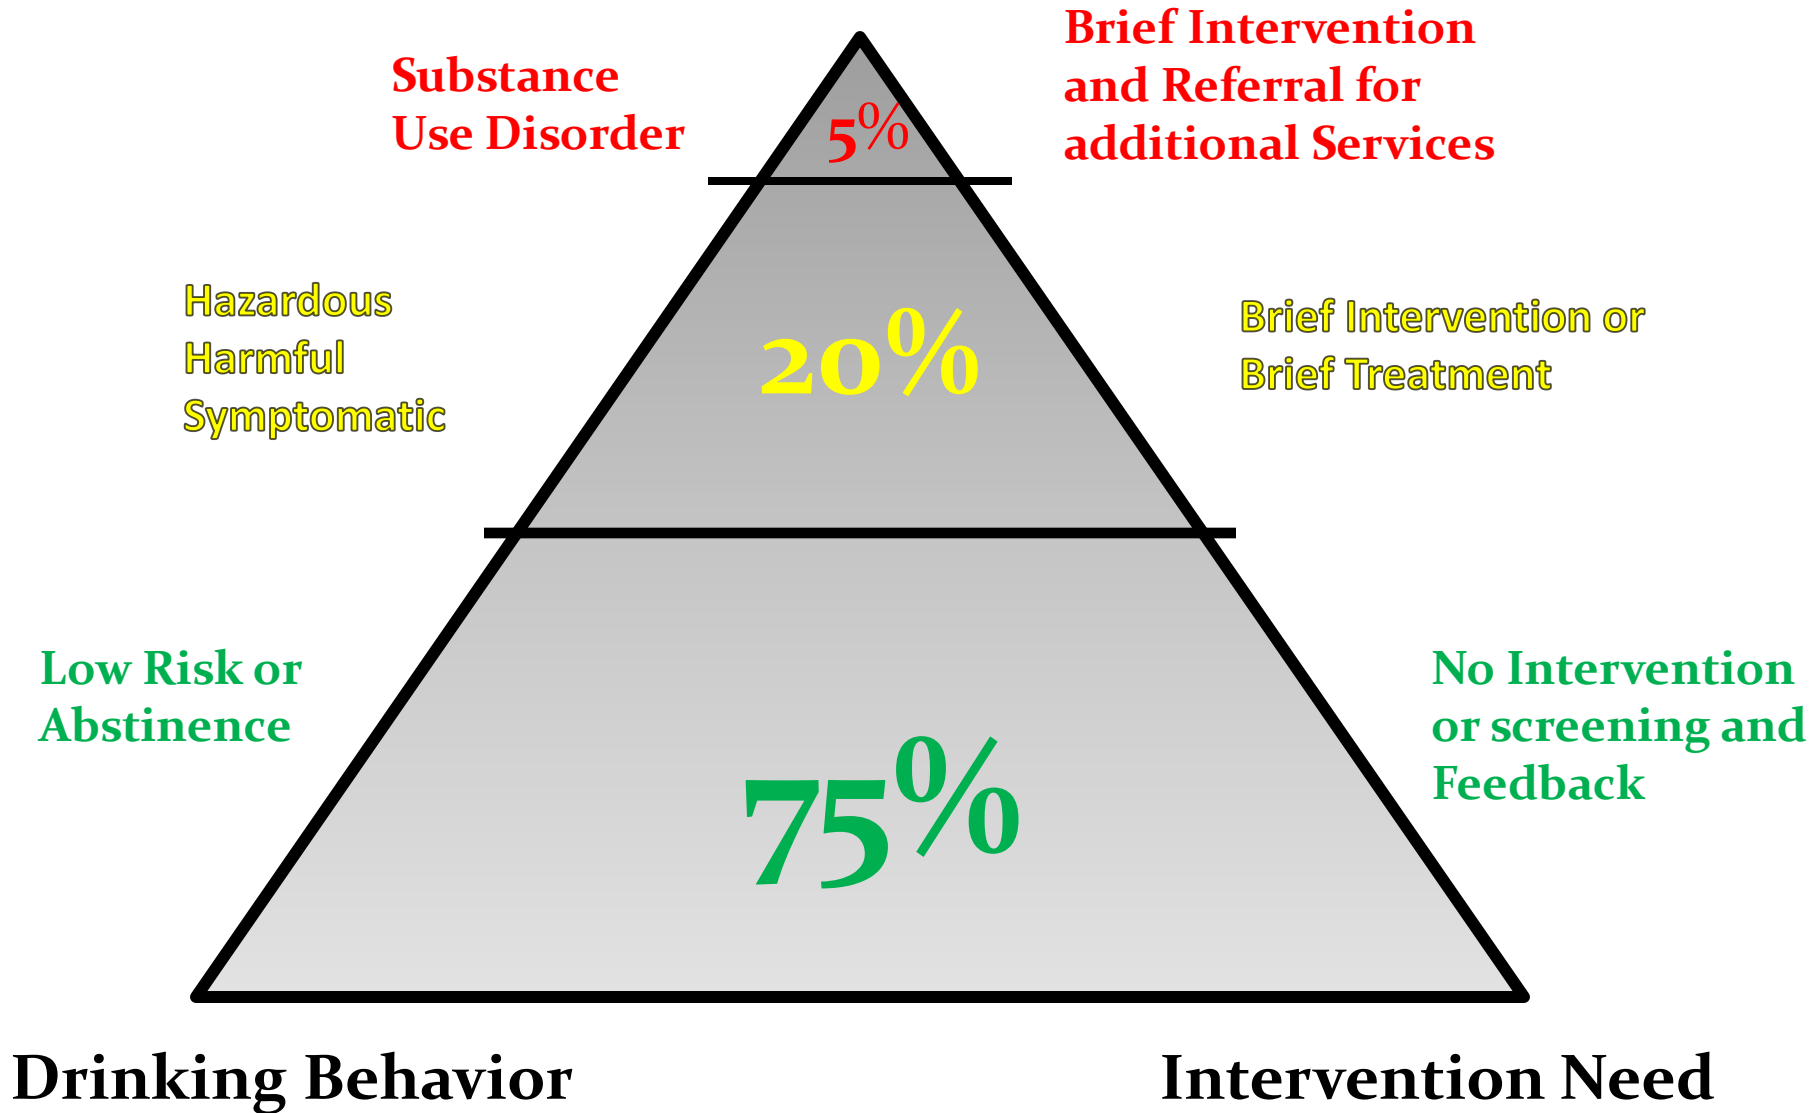 Substance
Use Disorder
5%
Brief Intervention
and Referral for
additional Services
Hazardous
Harmful
Symptomatic
20%
Brief Intervention or
Brief Treatment
Low Risk or
Abstinence
75%
No Intervention
or screening and
Feedback
Drinking Behavior
Intervention Need